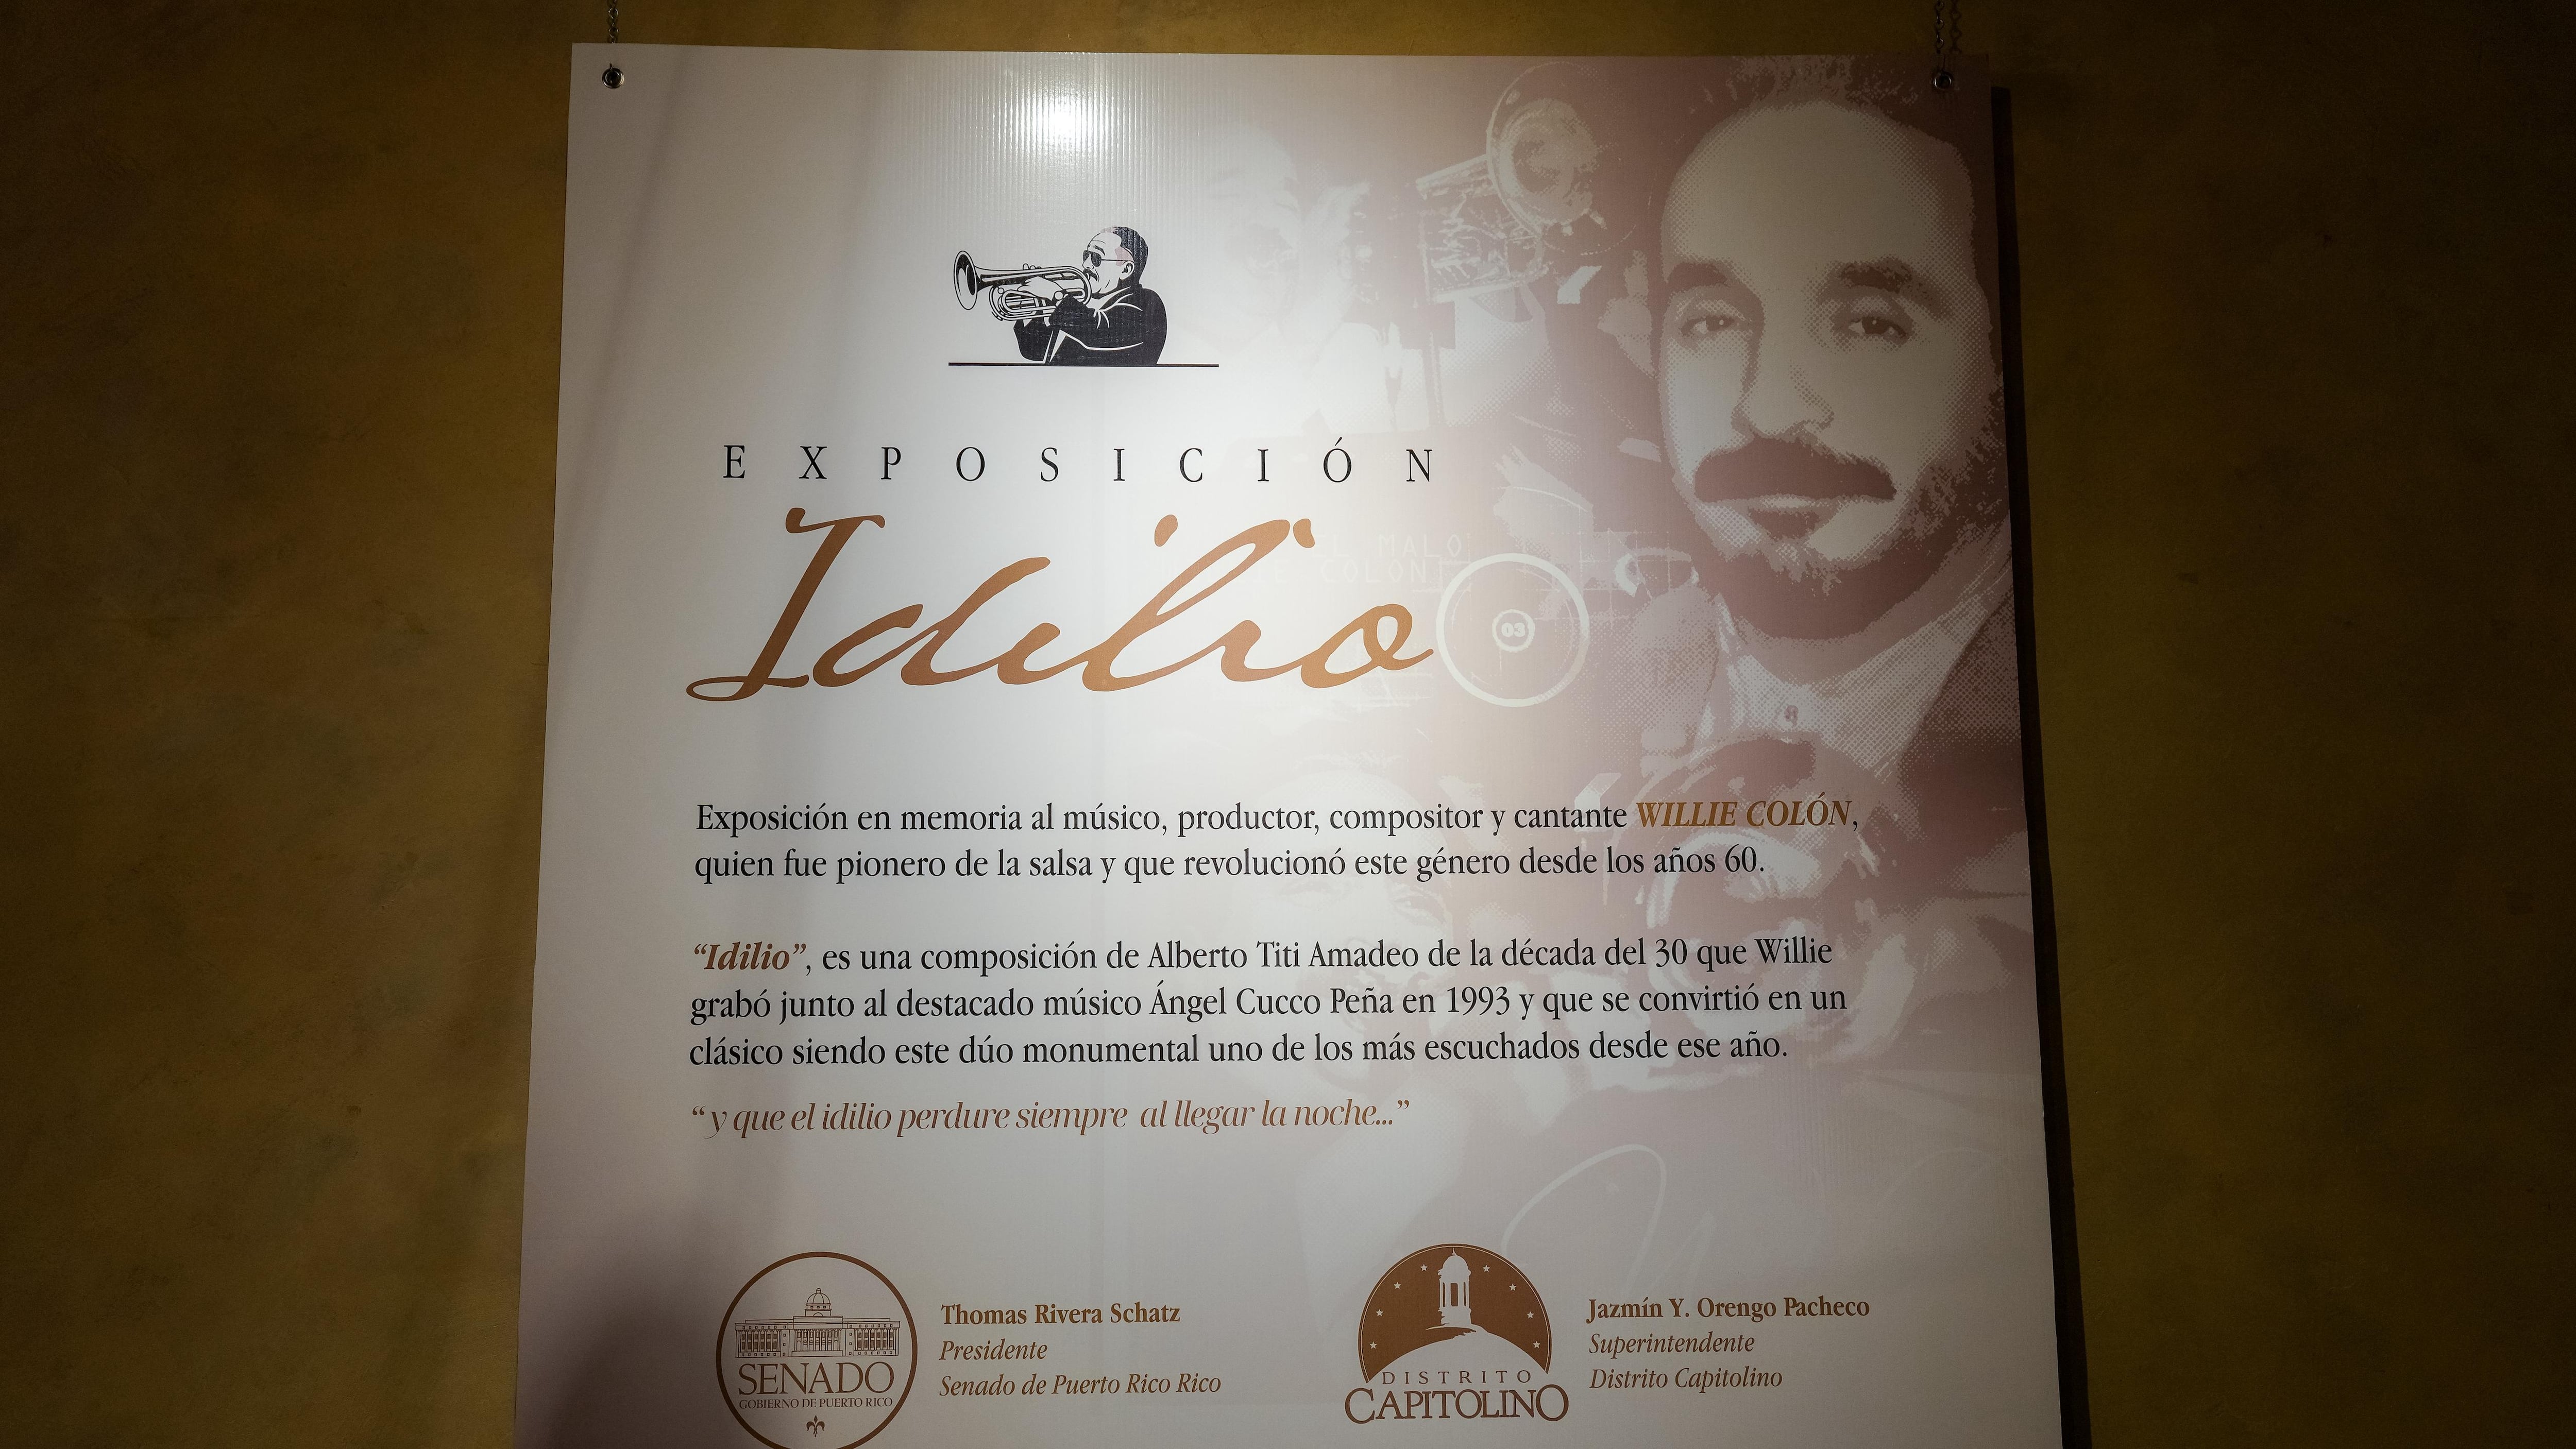 EXPOSICIÓN
Idilio
EL MALO
COLON
03
Exposición en memoria al músico, productor, compositor y cantante WILLIE COLÓN,
quien fue pionero de la salsa y que revolucionó este género desde los años 60.
“Idilio”, es una composición de Alberto Titi Amadeo de la década del 30 que Willie
grabó junto al destacado músico Ángel Cucco Peña en 1993 y que se convirtió en un
clásico siendo este dúo monumental uno de los más escuchados desde ese año.
“ y que el idilio perdure siempre al llegar la noche...”
SENADO
GOBIERNO DE PUERTO RICO
Thomas Rivera Schatz
Presidente
Senado de Puerto Rico Rico
DISTRITO
CAPITOLINO
Jazmín Y. Orengo Pacheco
Superintendente
Distrito Capitolino